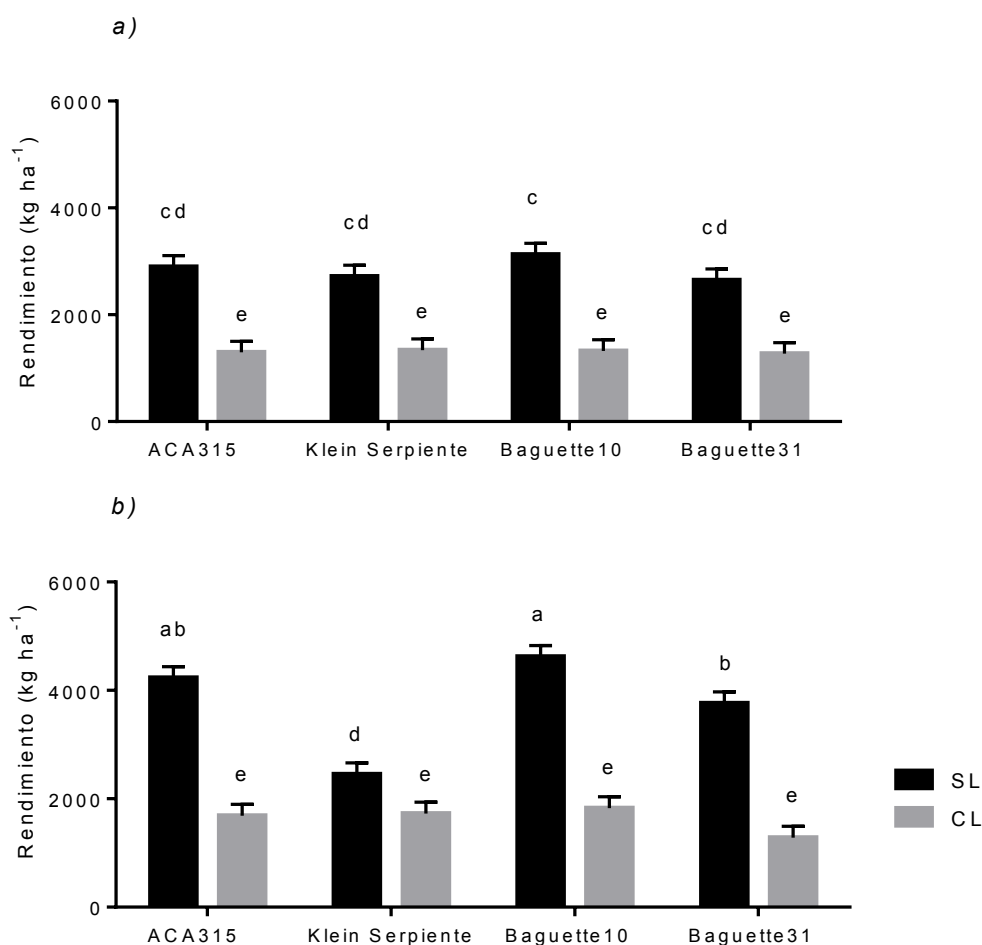 a)
Rendimiento (kg ha-1)
6000
4000
2000
0
cd
e
cd
e
c
e
cd
e
ACA315
Klein Serpiente
Baguette10
Baguette31
b)
Rendimiento (kg ha-1)
6000
4000
2000
0
ab
e
d
e
a
e
b
e
SL
CL
ACA315
Klein Serpiente
Baguette10
Baguette31